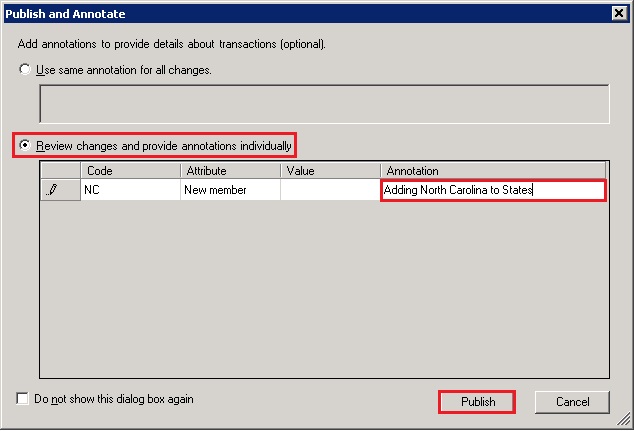 Publish and Annotate
Add annotations to provide details about transactions (optional).
Use same annotation for all changes.
Review changes and provide annotations individually
Code Attribute Value Annotation
NC New member Adding North Carolina to States
Do not show this dialog box again
Publish Cancel